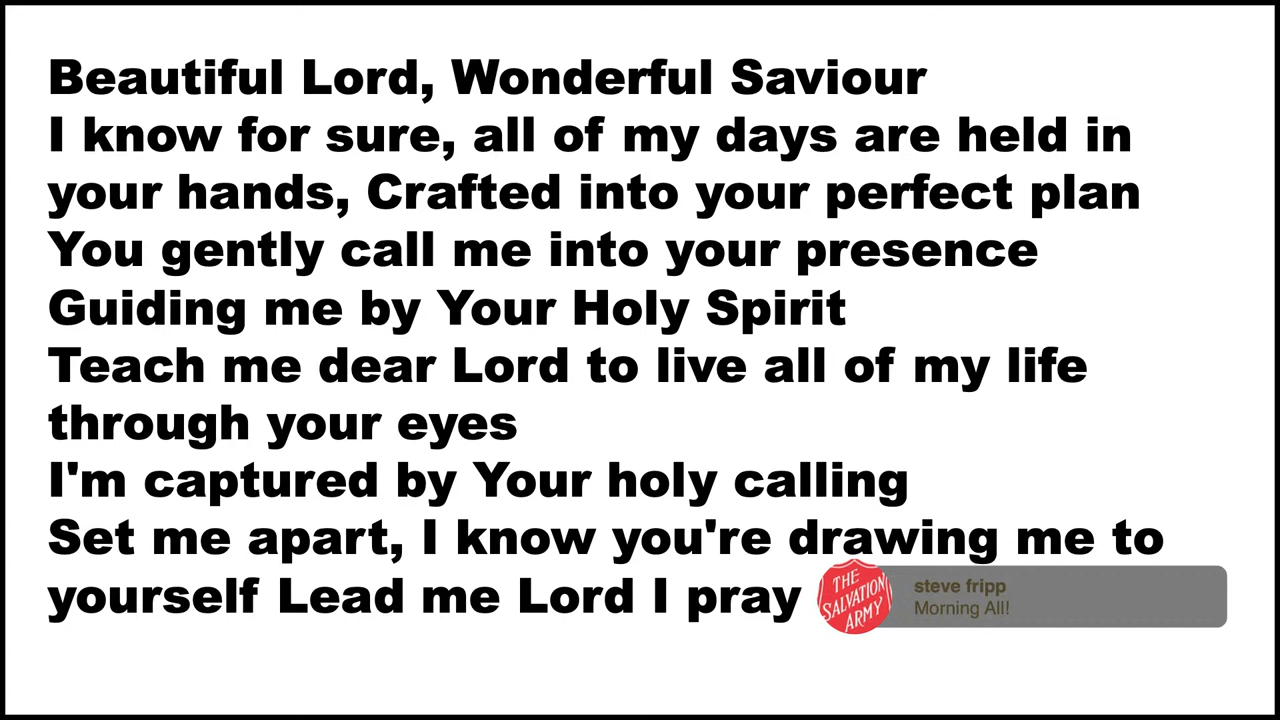 Beautiful Lord, Wonderful Saviour
I know for sure, all of my days are held in
your hands, Crafted into your perfect plan
You gently call me into your presence
Guiding me by Your Holy Spirit
Teach me dear Lord to live all of my life
through your eyes
I'm captured by Your holy calling
Set me apart, I know you're drawing me to
yourself Lead me Lord I pray
THE
SALVATION
ARMY
steve fripp
Morning All!